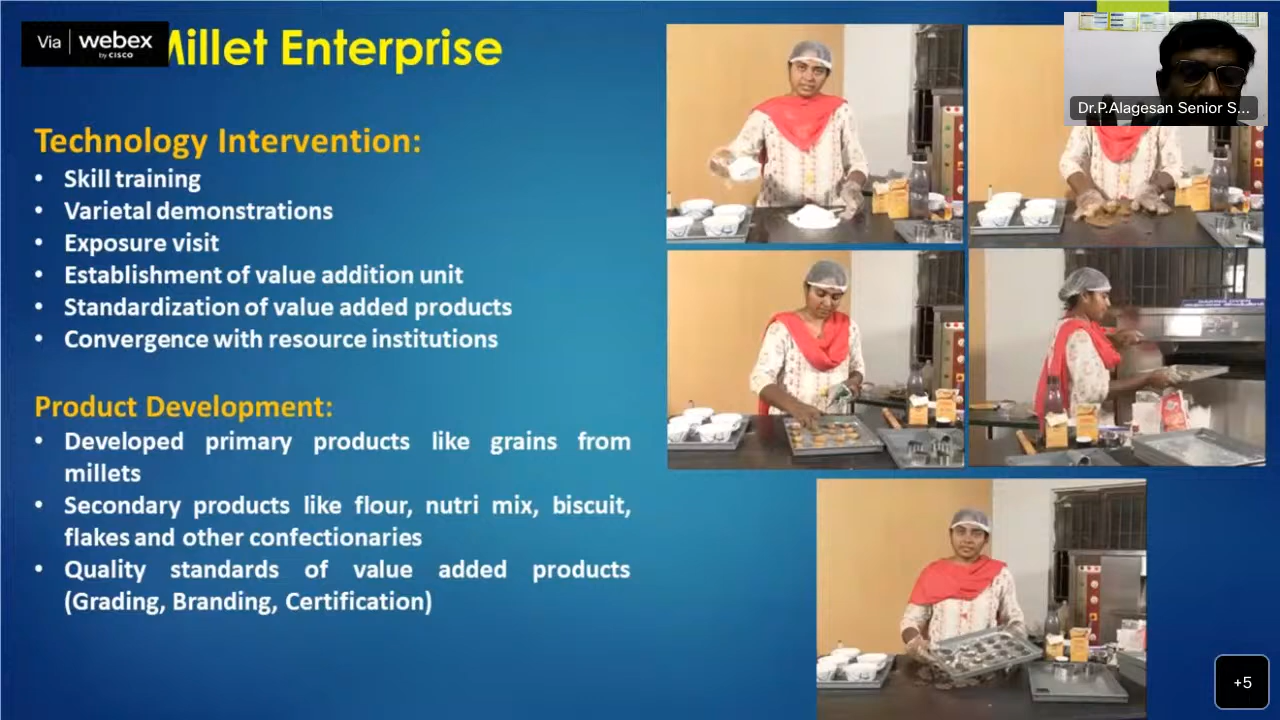 Via webex
by CISCO
Millet Enterprise
Dr.P.Alagesan Senior S...
Technology Intervention:
• Skill training
• Varietal demonstrations
• Exposure visit
• Establishment of value addition unit
• Standardization of value added products
• Convergence with resource institutions
Product Development:
• Developed primary products like grains from
millets
• Secondary products like flour, nutri mix, biscuit,
flakes and other confectionaries
• Quality standards of value added products
(Grading, Branding, Certification)
+5